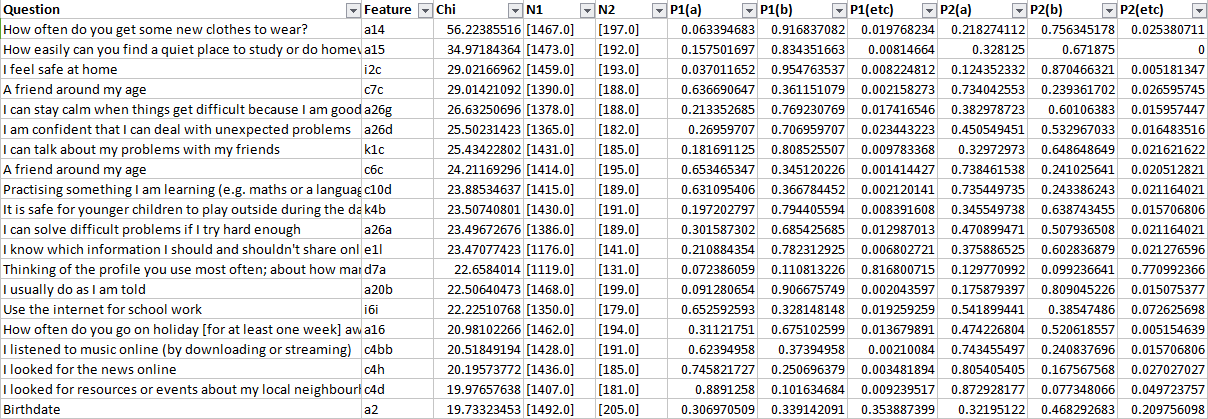 Question Feature Chi N1 N2 P1(a) P1(b) P1(etc) P2(a) P2(b) P2(etc)
How often do you get some new clothes to wear? a14 56.22385516 [1467.0] [197.0] 0.063394683 0.916837082 0.019768234 0.218274112 0.756345178 0.025380711
How easily can you find a quiet place to study or do homew a15 34.97184364 [1473.0] [192.0] 0.157501697 0.834351663 0.00814664 0.328125 0.671875 0
I feel safe at home i2c 29.02166962 [1459.0] [193.0] 0.037011652 0.954763537 0.008224812 0.124352332 0.870466321 0.005181347
A friend around my age c7c 29.01421092 [1390.0] [188.0] 0.636690647 0.361151079 0.002158273 0.734042553 0.239361702 0.026595745
I can stay calm when things get difficult because I am good a26g 26.63250696 [1378.0] [188.0] 0.213352685 0.769230769 0.017416546 0.382978723 0.60106383 0.015957447
I am confident that I can deal with unexpected problems a26d 25.50231423 [1365.0] [182.0] 0.26959707 0.706959707 0.023443223 0.450549451 0.532967033 0.016483516
I can talk about my problems with my friends k1c 25.43422802 [1431.0] [185.0] 0.181691125 0.808525507 0.009783368 0.32972973 0.648648649 0.021621622
A friend around my age c6c 24.21169296 [1414.0] [195.0] 0.653465347 0.345120226 0.001414427 0.738461538 0.241025641 0.020512821
Practising something I am learning (e.g. maths or a languag c10d 23.88534637 [1415.0] [189.0] 0.631095406 0.366784452 0.002120141 0.735449735 0.243386243 0.021164021
It is safe for younger children to play outside during the da k4b 23.50740801 [1430.0] [191.0] 0.197202797 0.794405594 0.008391608 0.345549738 0.638743455 0.015706806
I can solve difficult problems if I try hard enough a26a 23.49672676 [1386.0] [189.0] 0.301587302 0.685425685 0.012987013 0.470899471 0.507936508 0.021164021
I know which information I should and shouldn't share onl e1l 23.47077423 [1176.0] [141.0] 0.210884354 0.782312925 0.006802721 0.375886525 0.602836879 0.021276596
Thinking of the profile you use most often; about how mar d7a 22.6584014 [1119.0] [131.0] 0.072386059 0.110813226 0.816800715 0.129770992 0.099236641 0.770992366
I usually do as I am told a20b 22.50640473 [1468.0] [199.0] 0.091280654 0.906675749 0.002043597 0.175879397 0.809045226 0.015075377
Use the internet for school work i6i 22.22510768 [1350.0] [179.0] 0.652592593 0.328148148 0.019259259 0.541899441 0.38547486 0.072625698
How often do you go on holiday [for at least one week] aw a16 20.98102266 [1462.0] [194.0] 0.31121751 0.675102599 0.013679891 0.474226804 0.520618557 0.005154639
I listened to music online (by downloading or streaming) c4bb 20.51849194 [1428.0] [191.0] 0.62394958 0.37394958 0.00210084 0.743455497 0.240837696 0.015706806
I looked for the news online c4h 20.19573772 [1436.0] [185.0] 0.745821727 0.250696379 0.003481894 0.805405405 0.167567568 0.027027027
I looked for resources or events about my local neighbourh c4d 19.97657738 [1407.0] [181.0] 0.8891258 0.101634684 0.009239517 0.872928177 0.077348066 0.049723757
Birthdate a2 19.73323453 [1492.0] [205.0] 0.306970509 0.339142091 0.353887399 0.32195122 0.468292683 0.209756098